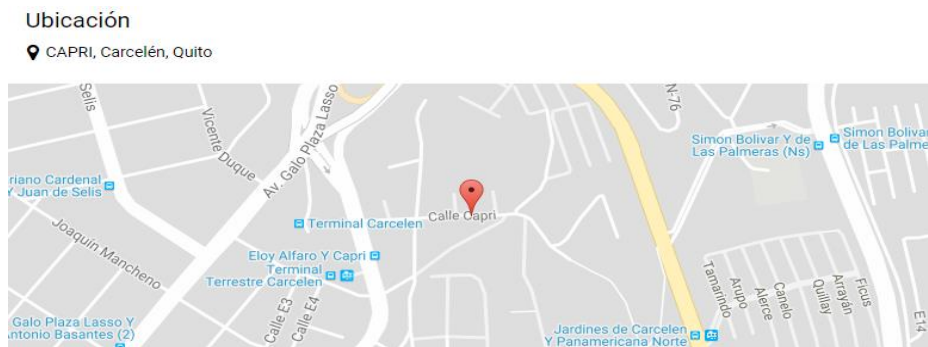 Ubicación
CAPRI, Carcelén, Quito
Selis
Vicente Duque
Av. Galo Plaza Lasso
N-76
Simon Bolivar Y de
Las Palmeras (Ns)
Simon Bolivar
de Las Palme
riano Cardenal
Y Juan de Selis
Joaquin Mancheno
Terminal Carcelen
Calle Capri
Eloy Alfaro Y Capri
Terminal
Terrestre Carcelen
Calle E3
Calle E4
Galo Plaza Lasso Y
Antonio Basantes (2)
Jardines de Carcelen
Y Panamericana Norte
Tamarindo
Arupo
Alerce
Canelo
Quillay
Arrayán
Ficus
E14